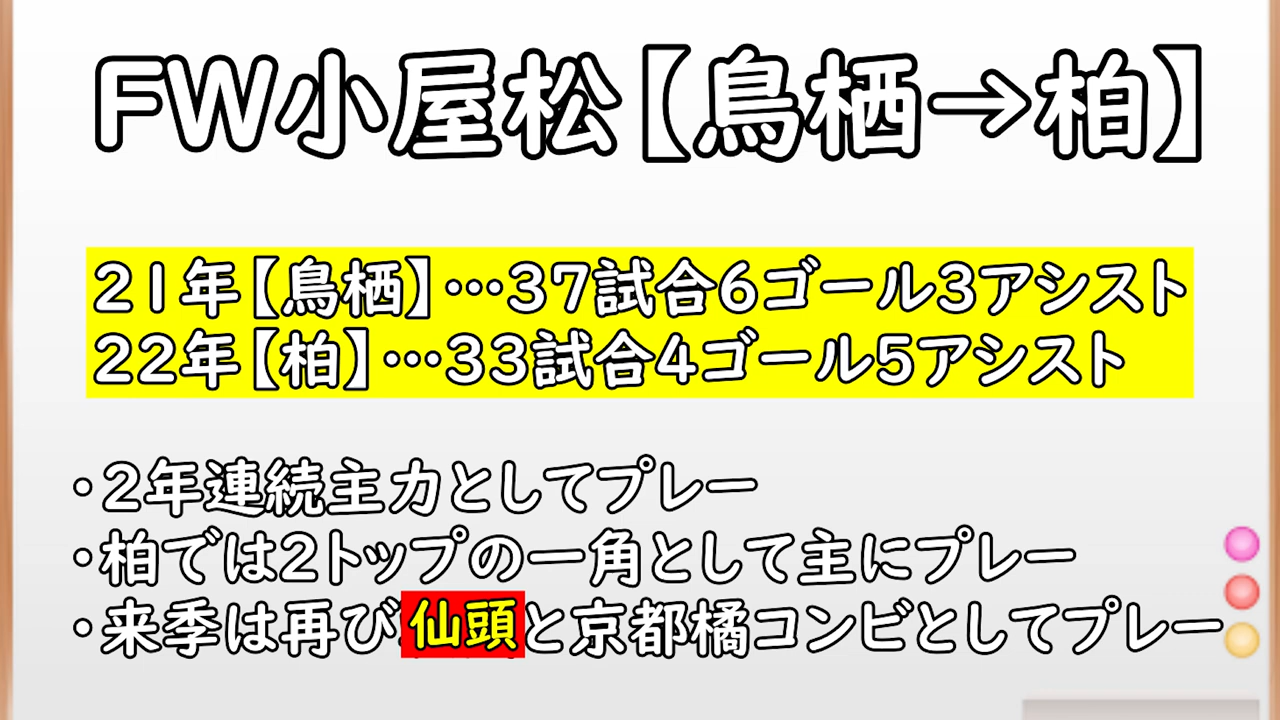 FW小屋松【鳥栖→柏】
21年【鳥栖】…37試合6ゴール3アシスト
22年【柏】…33試合4ゴール5アシスト
・2年連続主力としてプレー
・柏では2トップの一角として主にプレー
・来季は再び仙頭と京都橘コンビとしてプレー